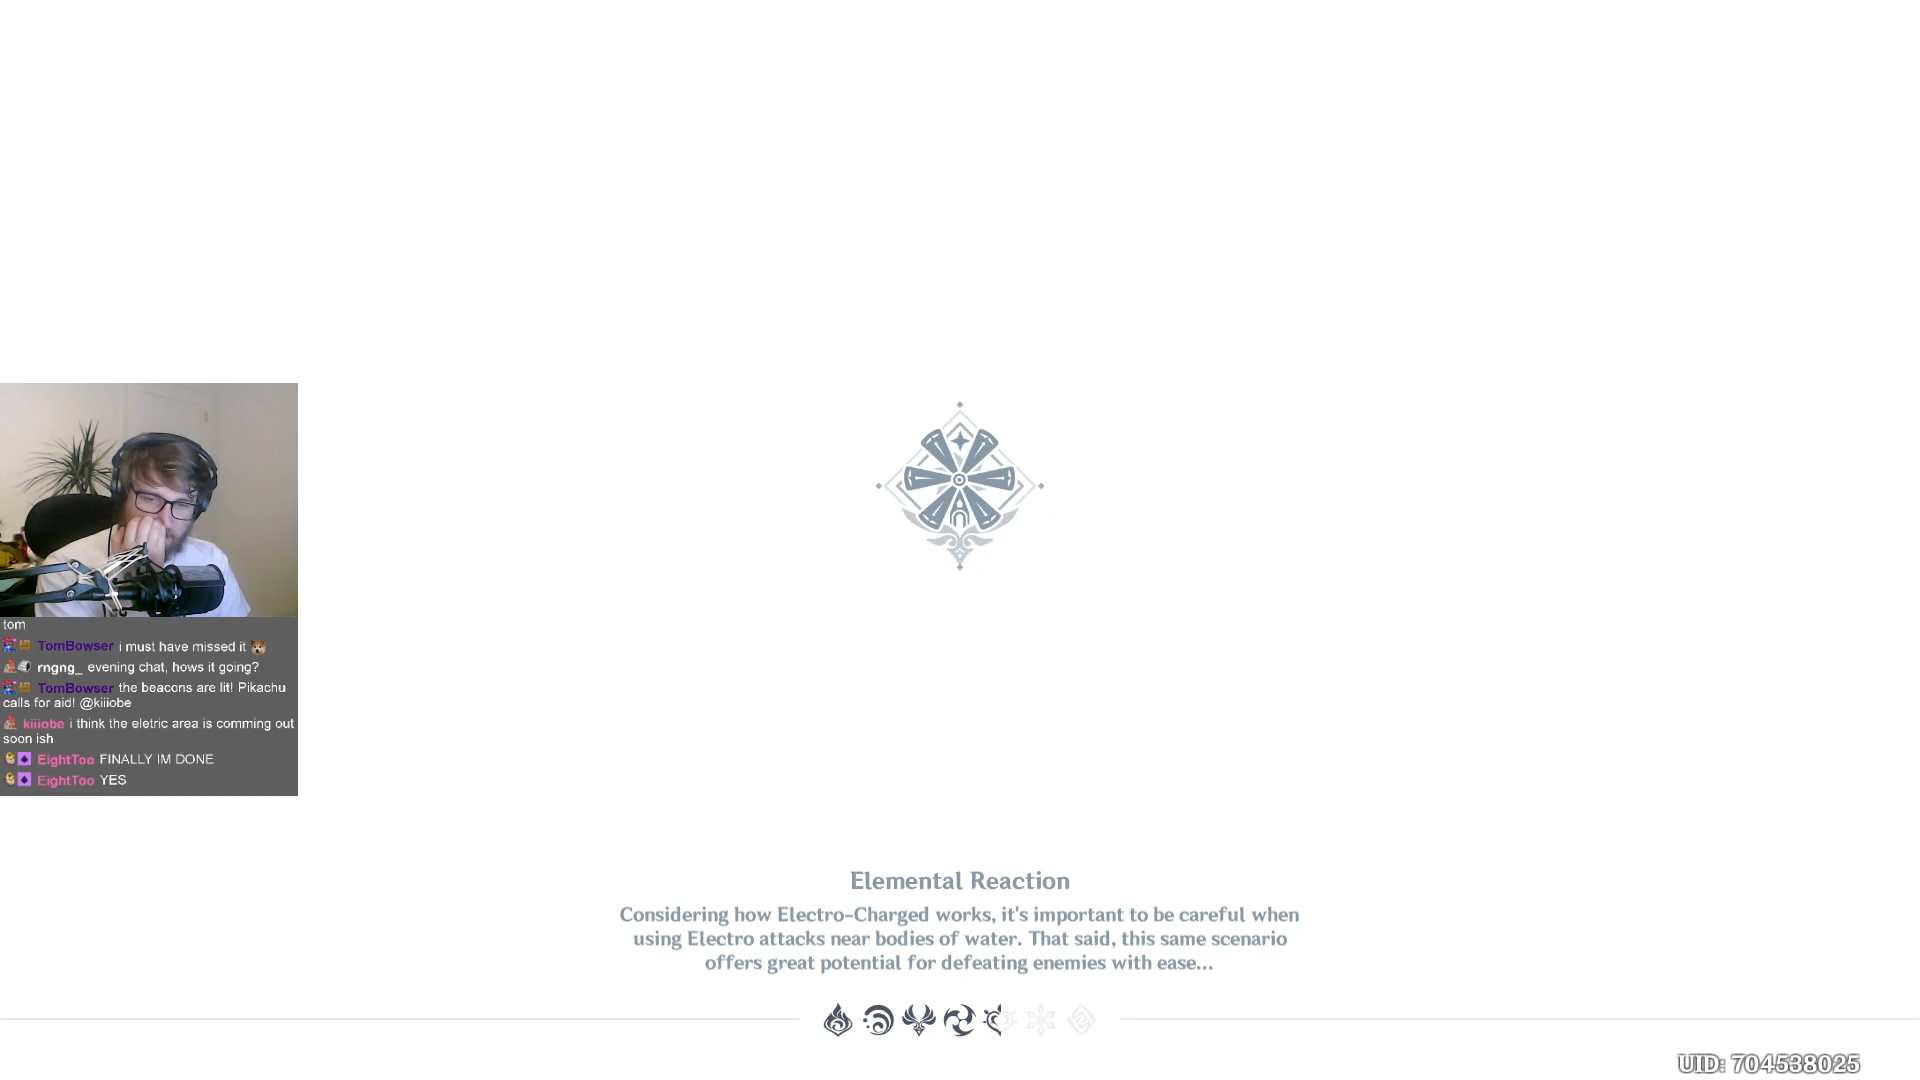 tom
TomBowser i must have missed it
rngng_ evening chat, hows it going?
TomBowser the beacons are lit! Pikachu
calls for aid! @kiiiobe
kiiiobe i think the eletric area is comming out
soon ish
EightToo FINALLY IM DONE
EightToo YES
Elemental Reaction
Considering how Electro-Charged works, it's important to be careful when
using Electro attacks near bodies of water. That said, this same scenario
offers great potential for defeating enemies with ease...
UID: 704538025